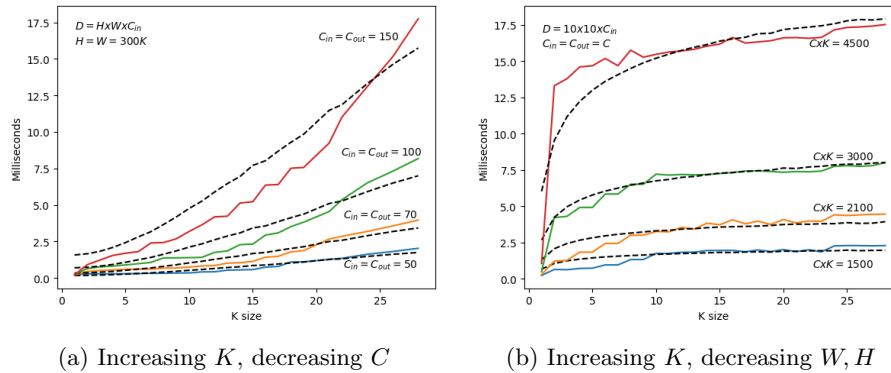 17.5
15.0
12.5
10.0
7.5
5.0
2.5
0.0
Milliseconds
D = HxWxC_in
H = W = 300K
C_in = C_out = 150
C_in = C_out = 100
C_in = C_out = 70
C_in = C_out = 50
5 10 15 20 25
0
K size
(a) Increasing K, decreasing C
17.5
15.0
12.5
10.0
7.5
5.0
2.5
0.0
Milliseconds
D = 10x10xC_in
C_in = C_out = C
CxK = 4500
CxK = 3000
CxK = 2100
CxK = 1500
0 5 10 15 20 25
K size
(b) Increasing K, decreasing W, H